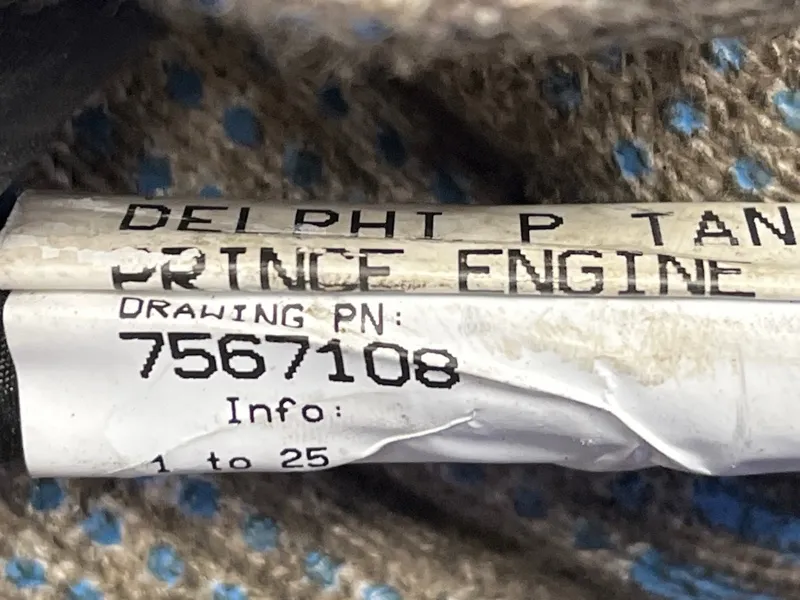 DELPHI P TAN
PRINCE ENGINE
DRAWING PN:
7567108
Info:
1 to 25